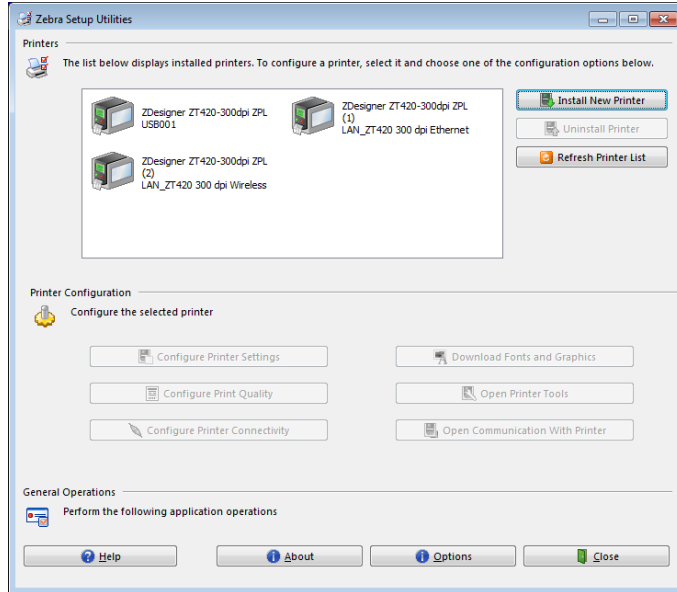 Zebra Setup Utilities
Printers
The list below displays installed printers. To configure a printer, select it and choose one of the configuration options below.
ZDesigner ZT420-300dpi ZPL
USB001
ZDesigner ZT420-300dpi ZPL
(1)
LAN_ZT420 300 dpi Ethernet
ZDesigner ZT420-300dpi ZPL
(2)
LAN_ZT420 300 dpi Wireless
Install New Printer
Uninstall Printer
Refresh Printer List
Printer Configuration
Configure the selected printer
Configure Printer Settings
Download Fonts and Graphics
Configure Print Quality
Open Printer Tools
Configure Printer Connectivity
Open Communication With Printer
General Operations
Perform the following application operations
Help
About
Options
Close